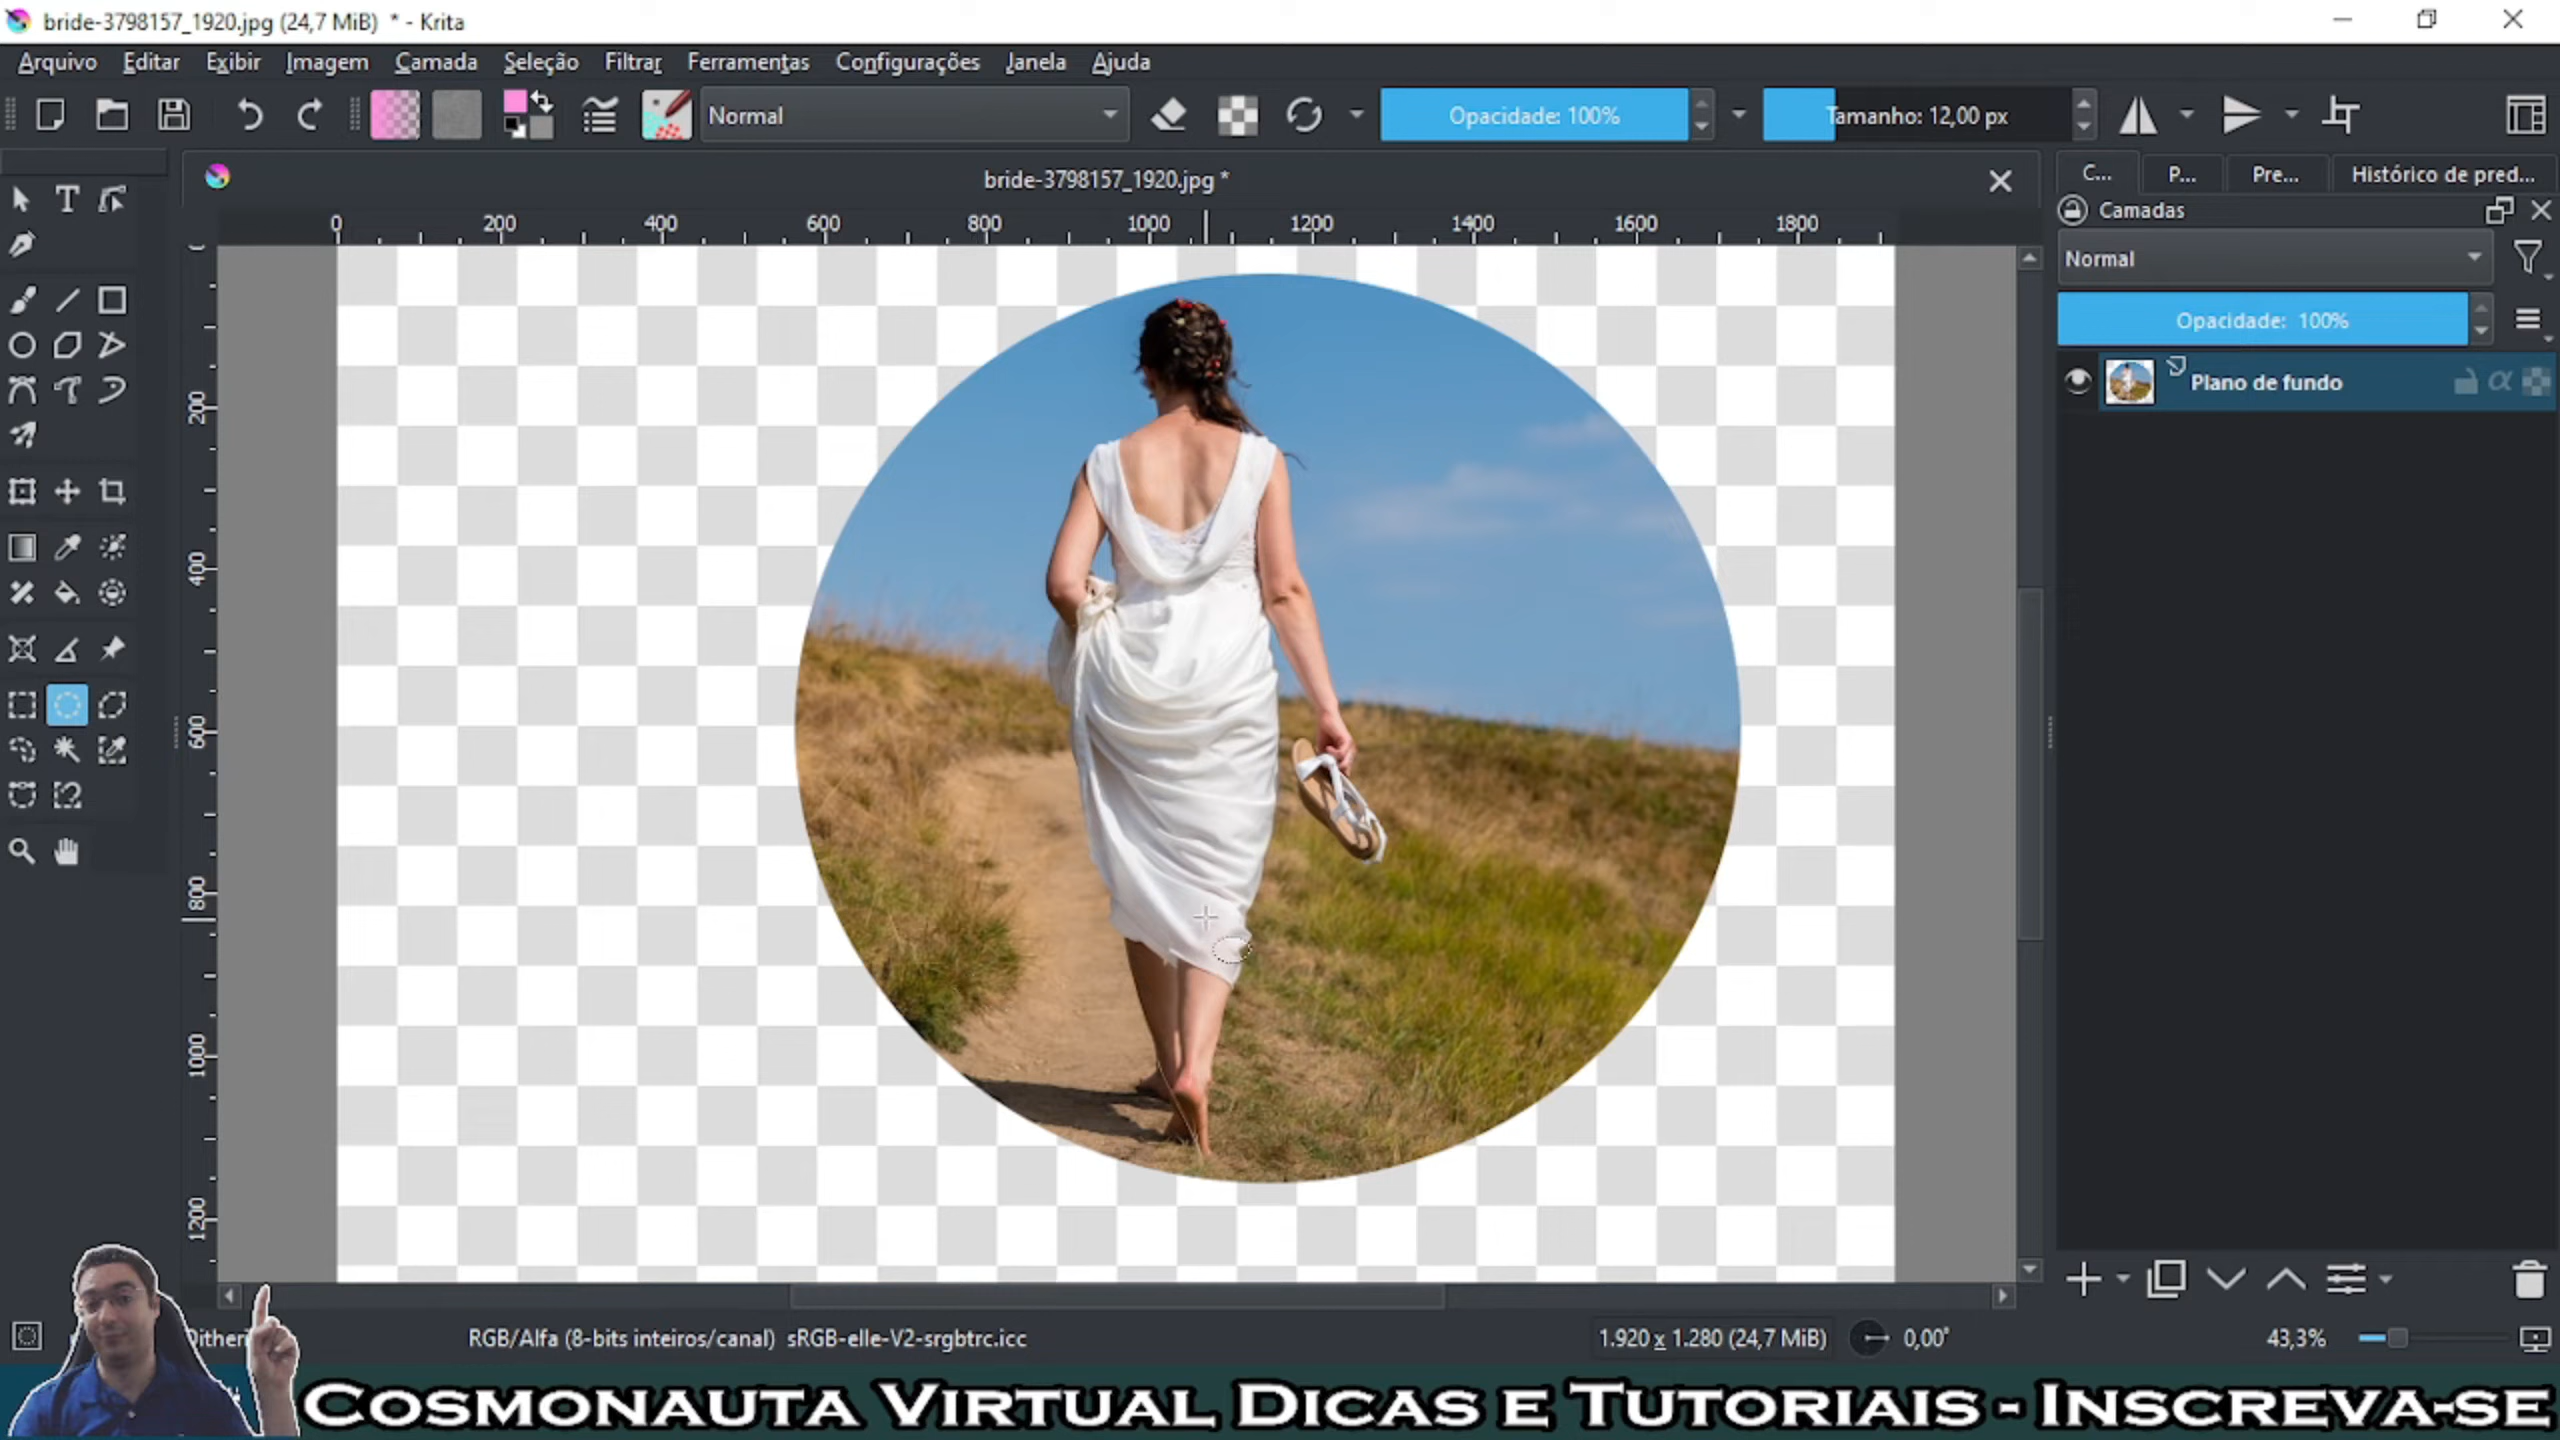 bride-3798157_1920.jpg (24,7 MiB) * - Krita
Arquivo Editar Exibir Imagem Camada Seleção Filtrar Ferramentas Configurações Janela Ajuda
Normal
Opacidade: 100%
Tamanho: 12,00 px
bride-3798157_1920.jpg *
C... P... Pre... Histórico de pred...
Camadas
0 200 400 600 800 1000 1200 1400 1600 1800
Normal
Opacidade: 100%
Plano de fundo
200
400
600
800
1000
1200
RGB/Alfa (8-bits inteiros/canal) sRGB-elle-V2-srgbtrc.icc
1.920 x 1.280 (24,7 MiB)
0,00°
43,3%
Cosmonauta Virtual Dicas e Tutoriais - Inscreva-se